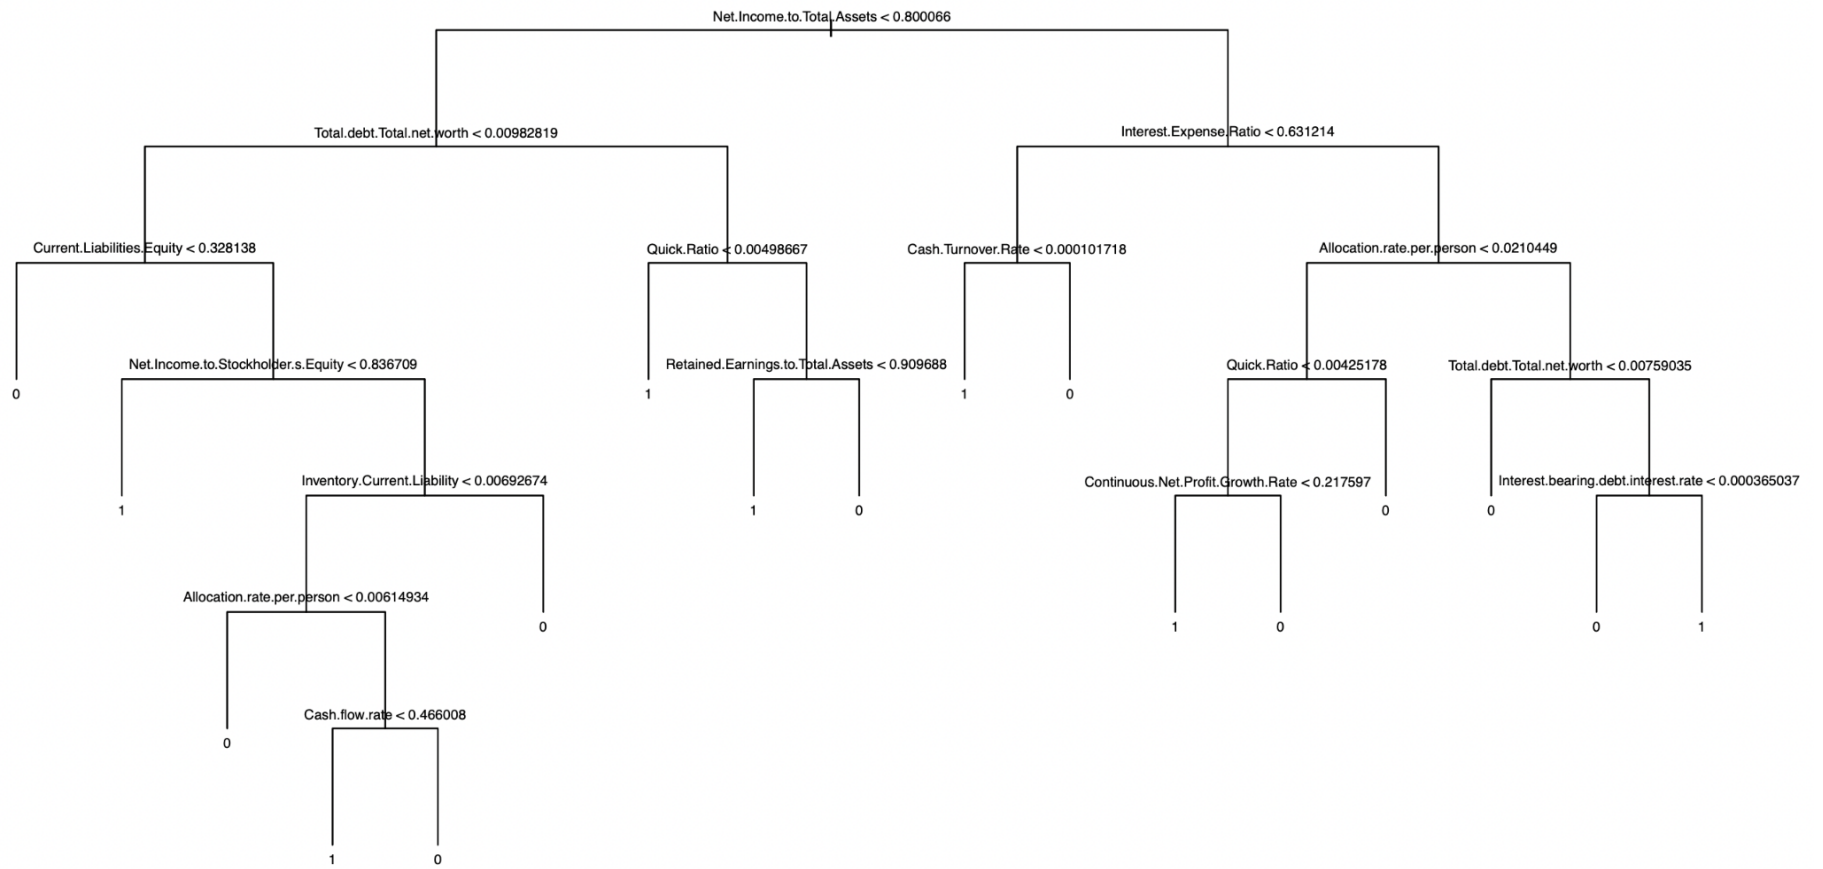 Net.Income.to.Total.Assets < 0.800066
Total.debt.Total.net.worth < 0.00982819
Interest.Expense.Ratio < 0.631214
Current.Liabilities.Equity < 0.328138
Quick.Ratio < 0.00498667
Cash.Turnover.Rate < 0.000101718
Allocation.rate.per.person < 0.0210449
Net.Income.to.Stockholder.s.Equity < 0.836709
Retained.Earnings.to.Total.Assets < 0.909688
Quick.Ratio < 0.00425178
Total.debt.Total.net.worth < 0.00759035
0
1
1
0
Inventory.Current.Liability < 0.00692674
Continuous.Net.Profit.Growth.Rate < 0.217597
Interest.bearing.debt.interest.rate < 0.000365037
1
1
0
0
0
Allocation.rate.per.person < 0.00614934
0
1
0
0
1
Cash.flow.rate < 0.466008
0
1
0